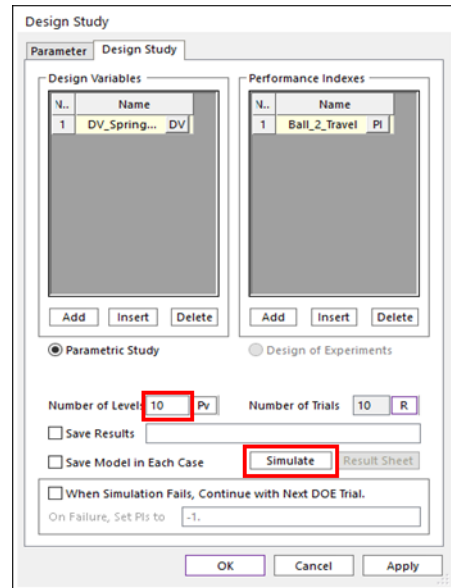 Design Study
Parameter Design Study
Design Variables Performance Indexes
N.. Name N.. Name
1 DV_Spring... DV 1 Ball_2_Travel PI
Add Insert Delete Add Insert Delete
Parametric Study Design of Experiments
Number of Levels 10 Pv Number of Trials 10 R
Save Results
Save Model in Each Case Simulate Result Sheet
When Simulation Fails, Continue with Next DOE Trial.
On Failure, Set PIs to -1.
OK Cancel Apply